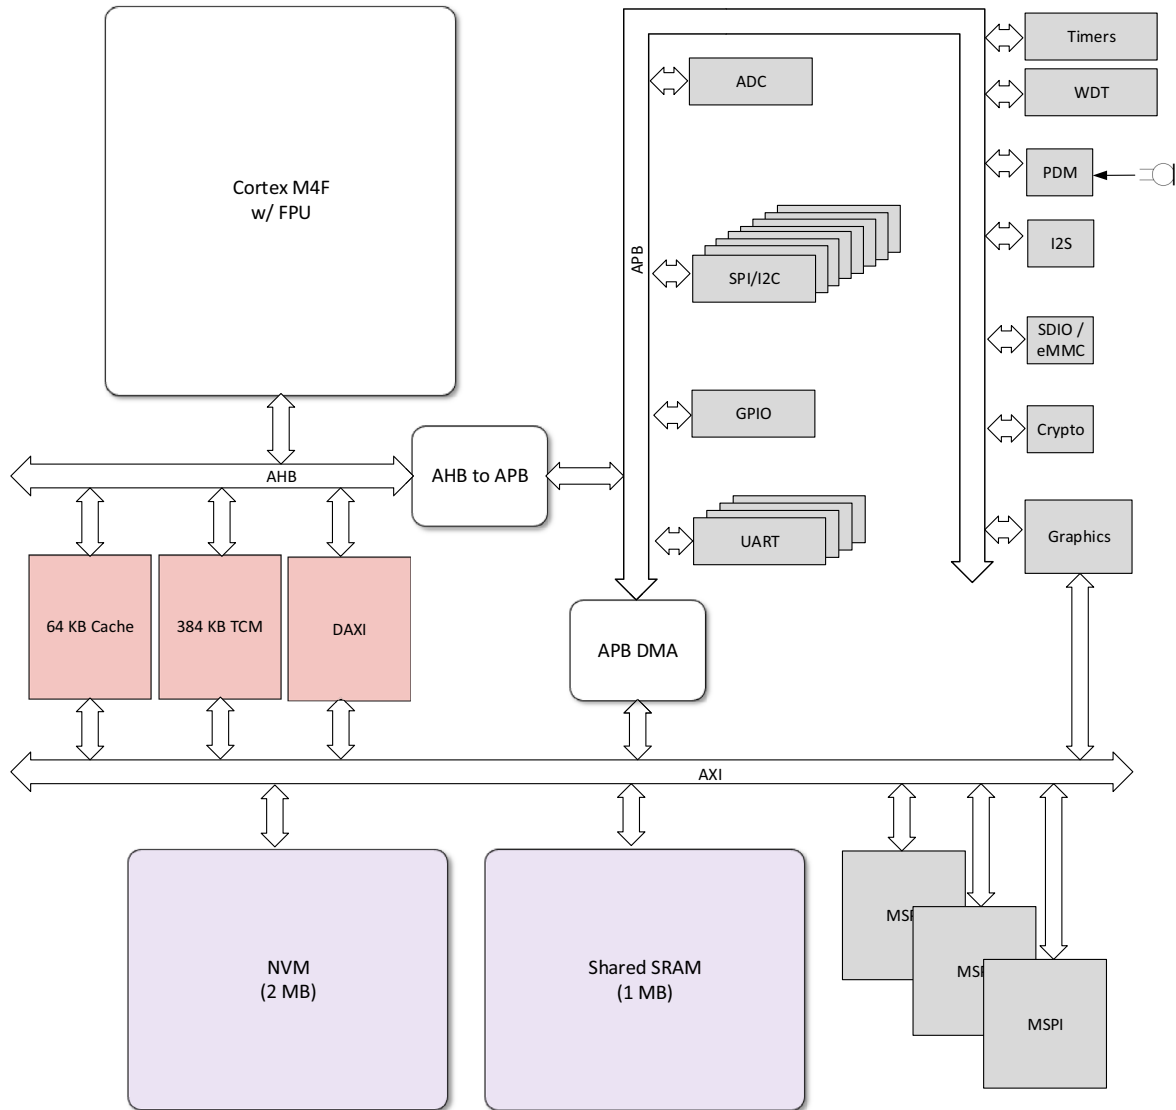 Cortex M4F
w/ FPU
ADC
APB
SPI/I2C
GPIO
UART
Timers
WDT
PDM
I2S
SDIO /
eMMC
Crypto
Graphics
AHB
AHB to APB
64 KB Cache
384 KB TCM
DAXI
APB DMA
AXI
NVM
(2 MB)
Shared SRAM
(1 MB)
MSP
MSP
MSPI